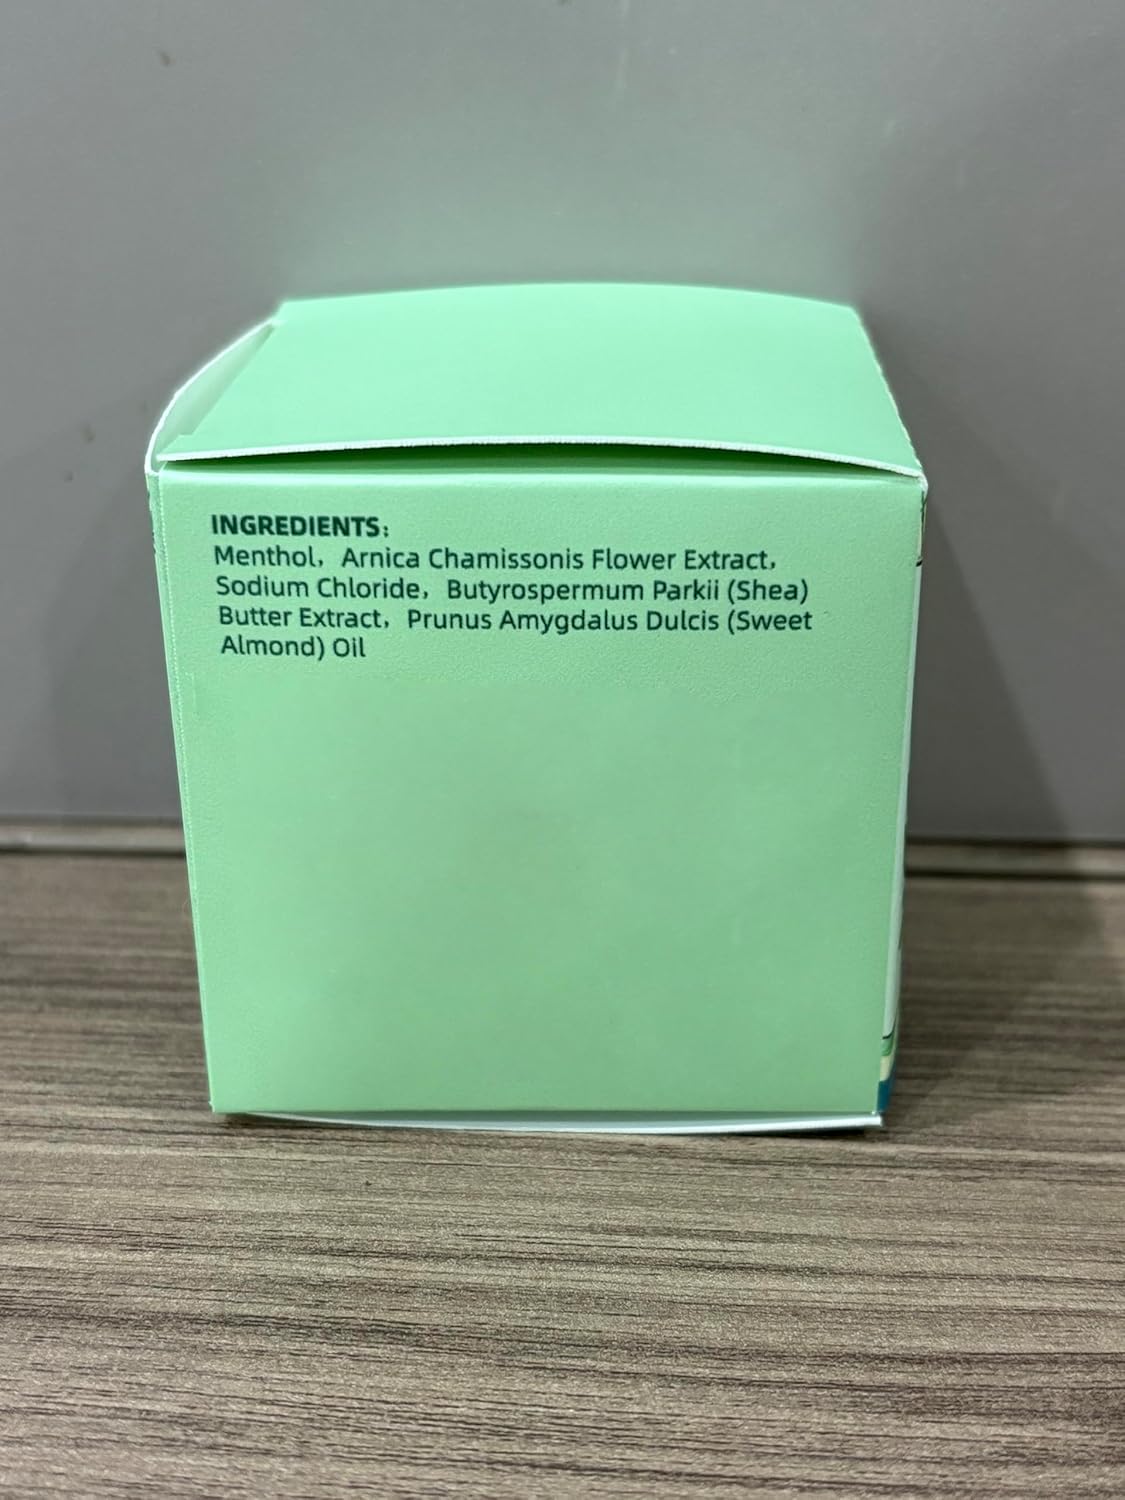 INGREDIENTS:
Menthol, Arnica Chamissonis Flower Extract,
Sodium Chloride, Butyrospermum Parkii (Shea)
Butter Extract, Prunus Amygdalus Dulcis (Sweet
Almond) Oil